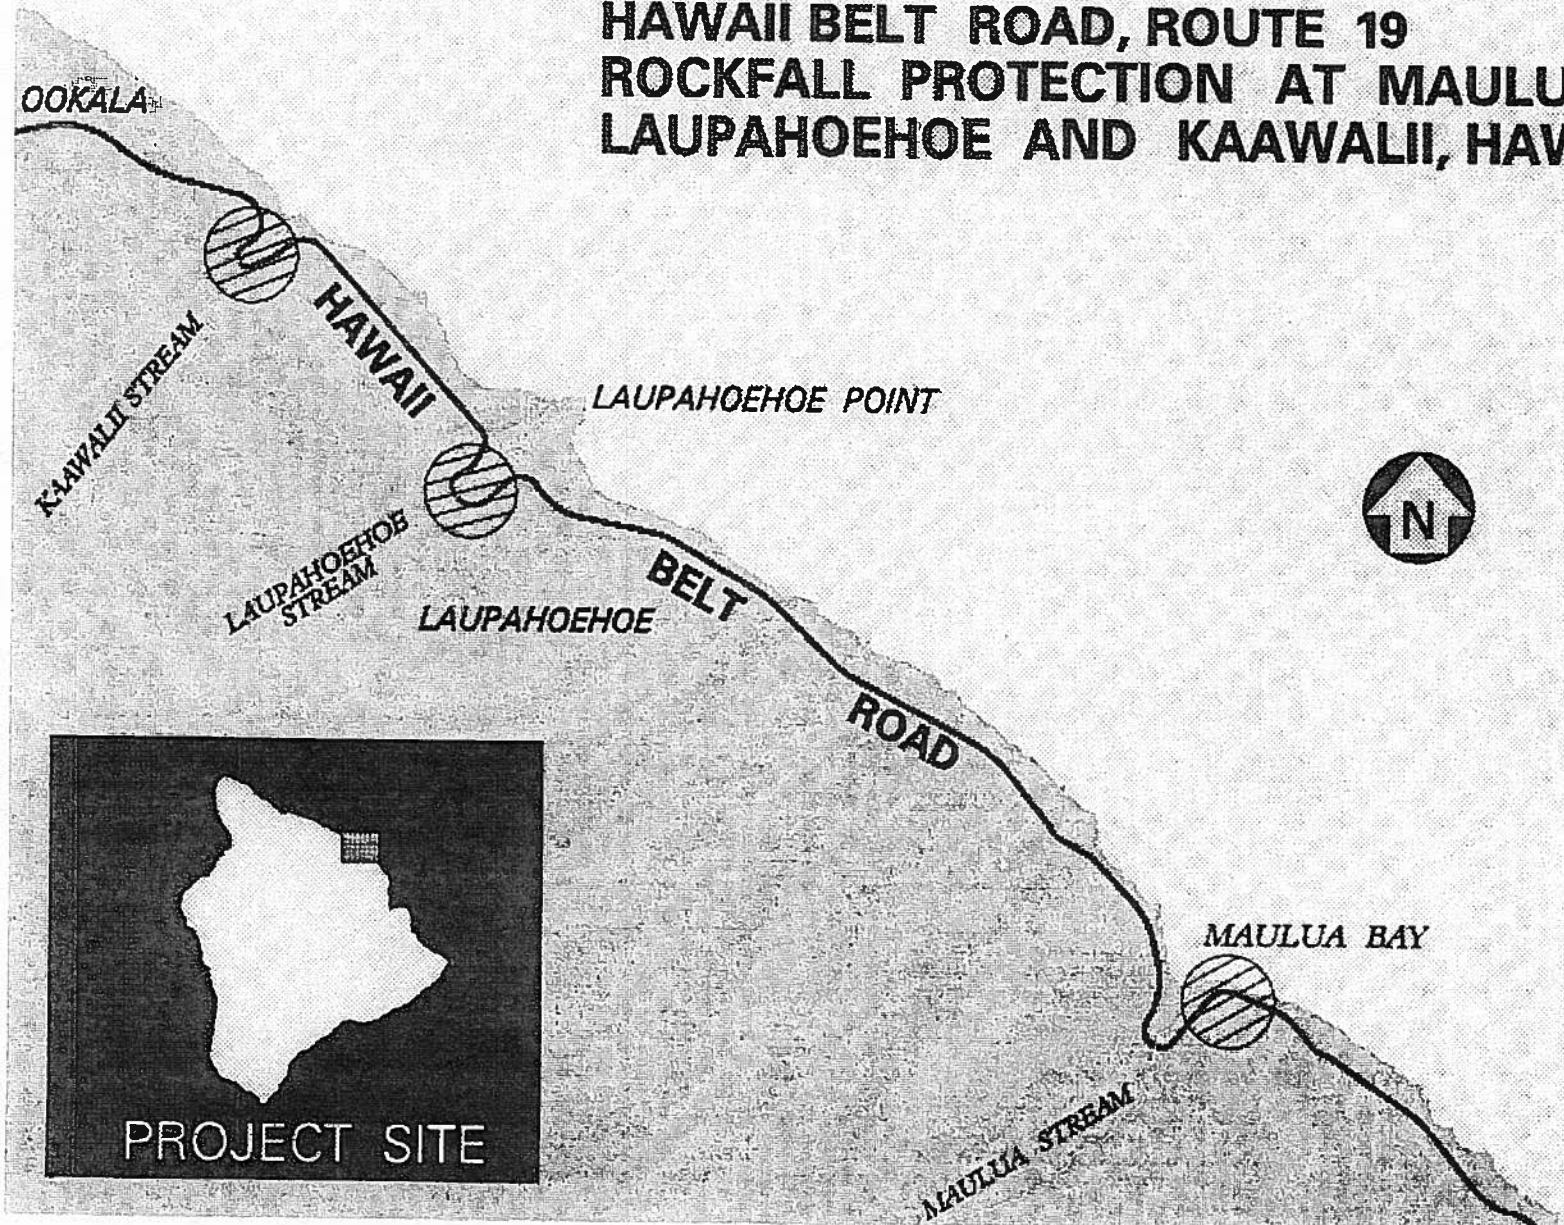 HAWAII BELT ROAD, ROUTE 19
ROCKFALL PROTECTION AT MAULU
LAUPAHOEHOE AND KAAWALII, HAW
OOKALA
KAAWALII STREAM
HAWAII
LAUPAHOEHOE POINT
N
LAUPAHOEHOE
STREAM
LAUPAHOEHOE
BELT
ROAD
MAULUA BAY
MAULUA STREAM
PROJECT SITE